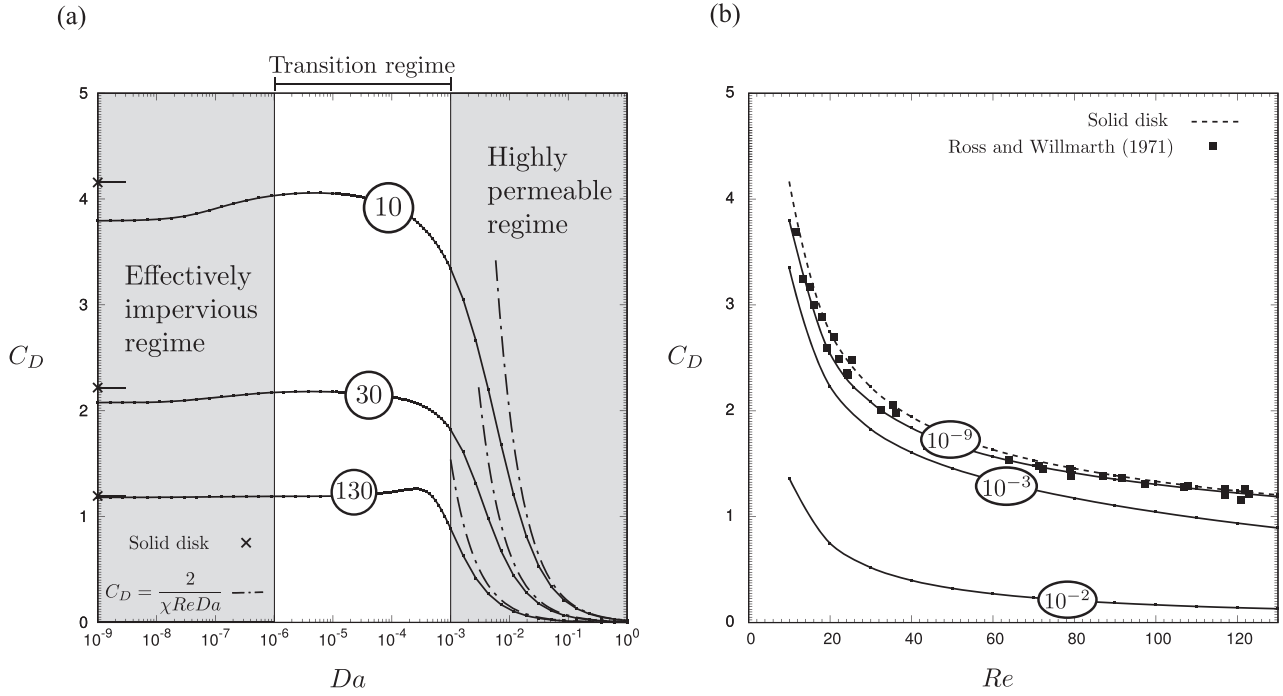 (a)
Transition regime
5
4
3
2
1
0
C_D
10
30
130
Effectively
impervious
regime
Highly
permeable
regime
Solid disk ×
C_D = 2 / χReDa
10^-9 10^-8 10^-7 10^-6 10^-5 10^-4 10^-3 10^-2 10^-1 10^0
Da
(b)
5
4
3
2
1
0
C_D
Solid disk
Ross and Willmarth (1971)
10^-9
10^-3
10^-2
0 20 40 60 80 100 120
Re